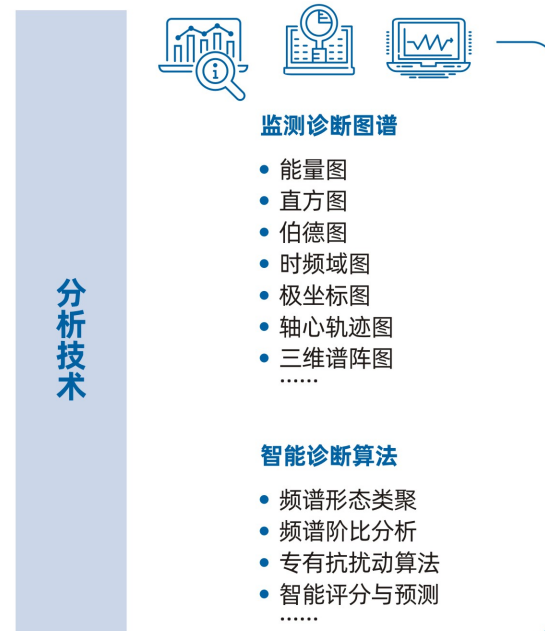 分析技术
监测诊断图谱
• 能量图
• 直方图
• 伯德图
• 时频域图
• 极坐标图
• 轴心轨迹图
• 三维谱阵图
······
智能诊断算法
• 频谱形态类聚
• 频谱阶比分析
• 专有抗扰动算法
• 智能评分与预测
······